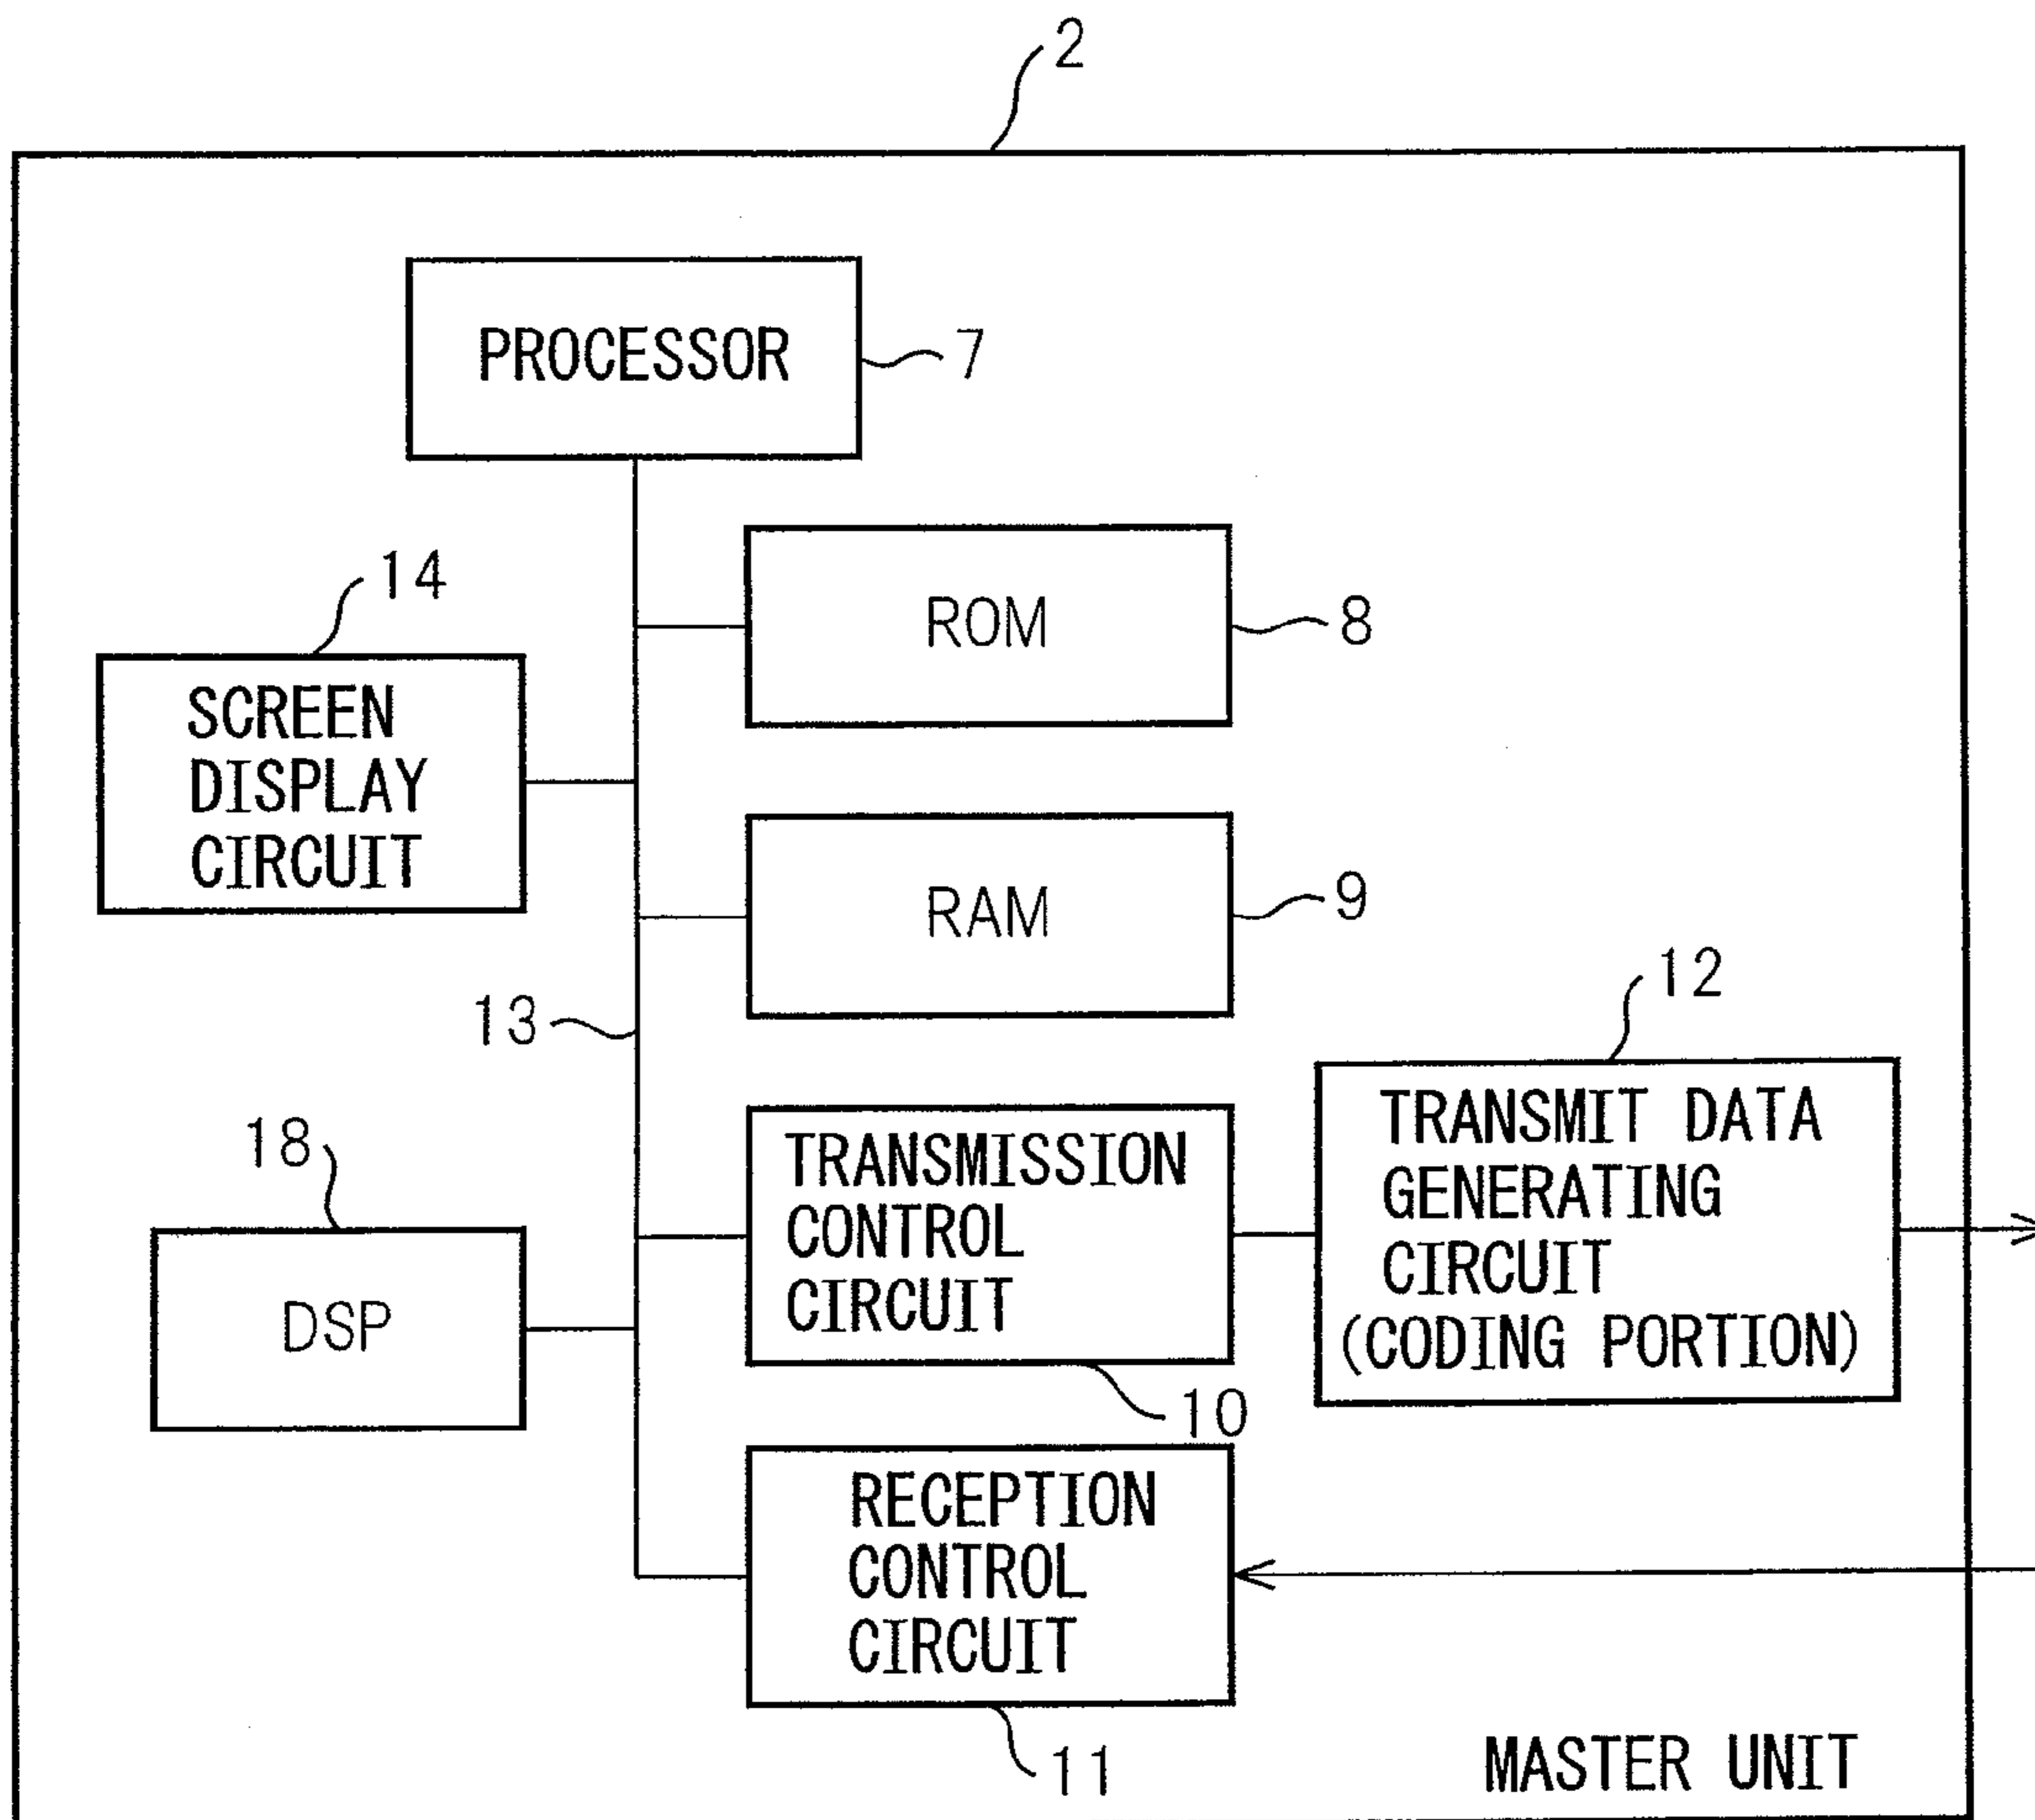 2
PROCESSOR
7
14
ROM
8
SCREEN
DISPLAY
CIRCUIT
RAM
9
13
12
18
TRANSMISSION
CONTROL
CIRCUIT
TRANSMIT DATA
GENERATING
CIRCUIT
(CODING PORTION)
DSP
10
RECEPTION
CONTROL
CIRCUIT
11
MASTER UNIT